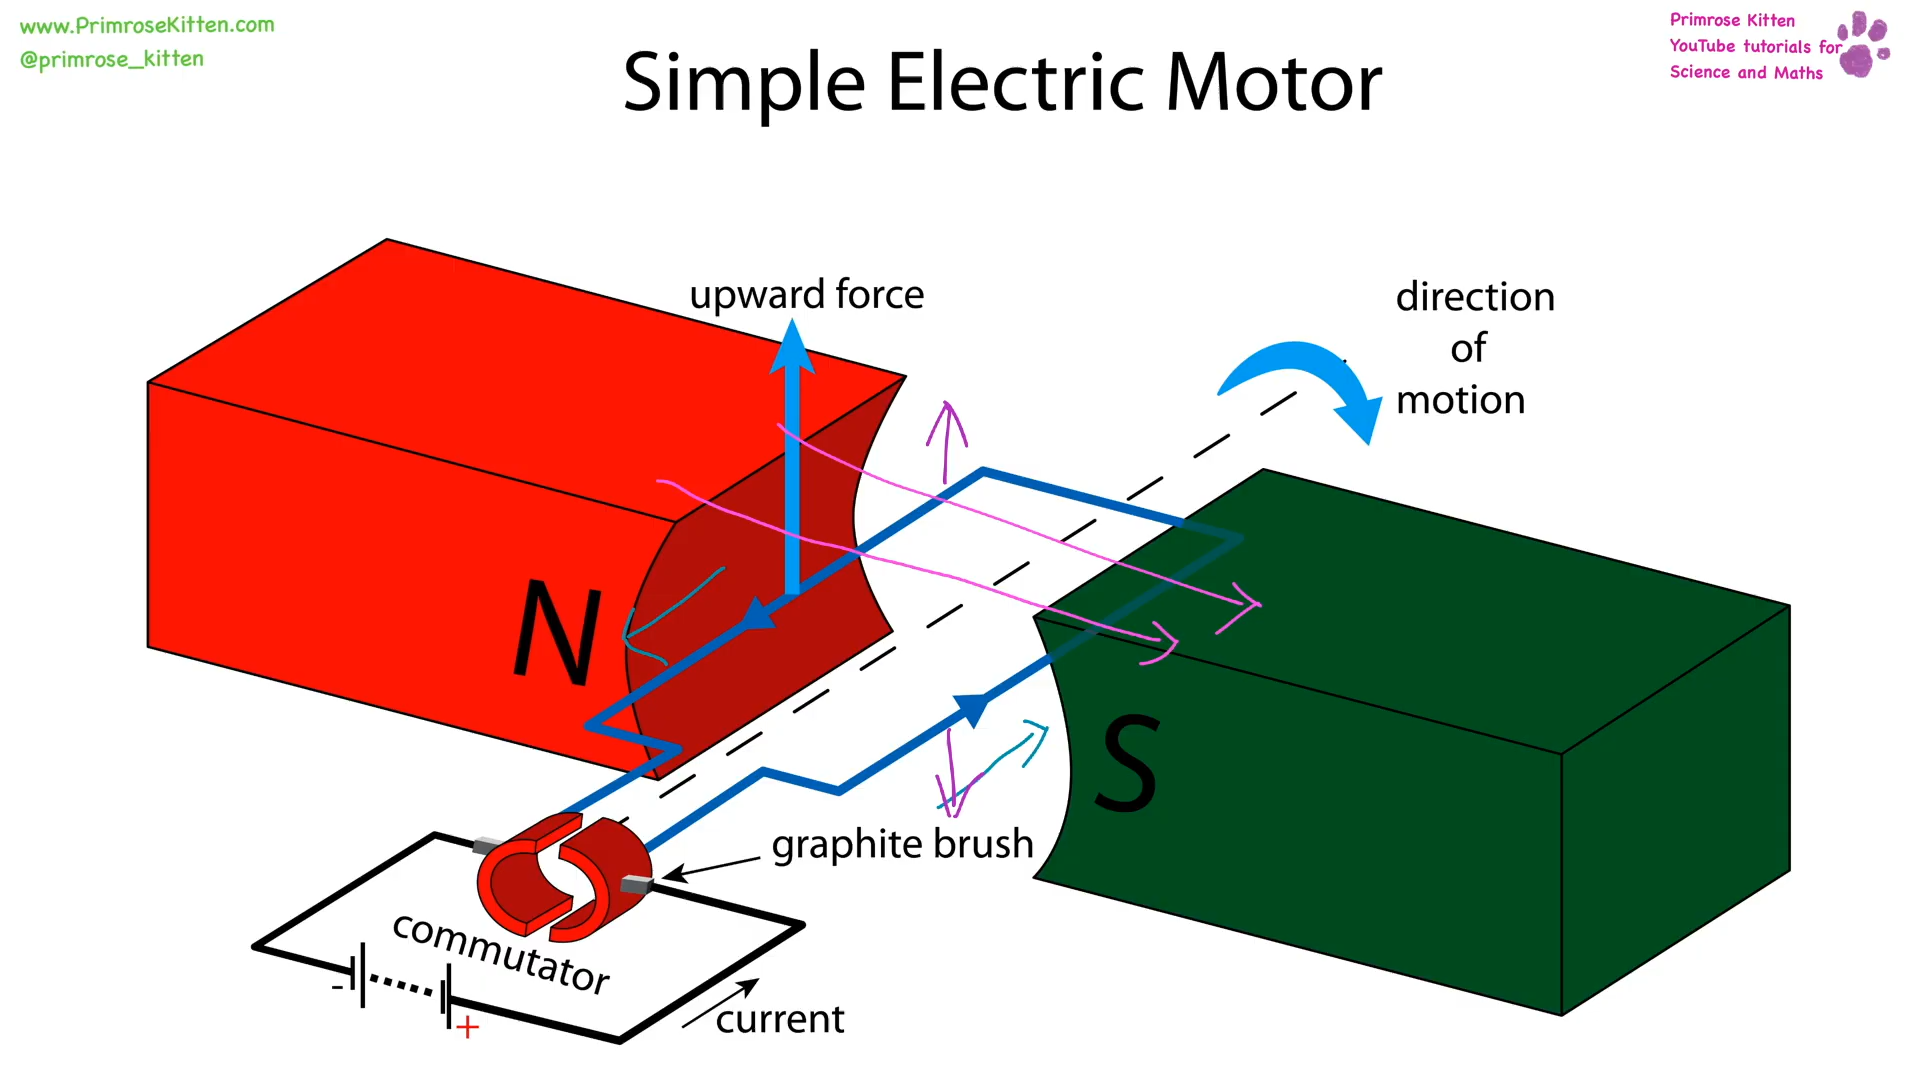 www.PrimroseKitten.com
@primrose_kitten
Primrose Kitten
YouTube tutorials for
Science and Maths
Simple Electric Motor
upward force
direction
of
motion
N
S
graphite brush
commutator
-
+
current